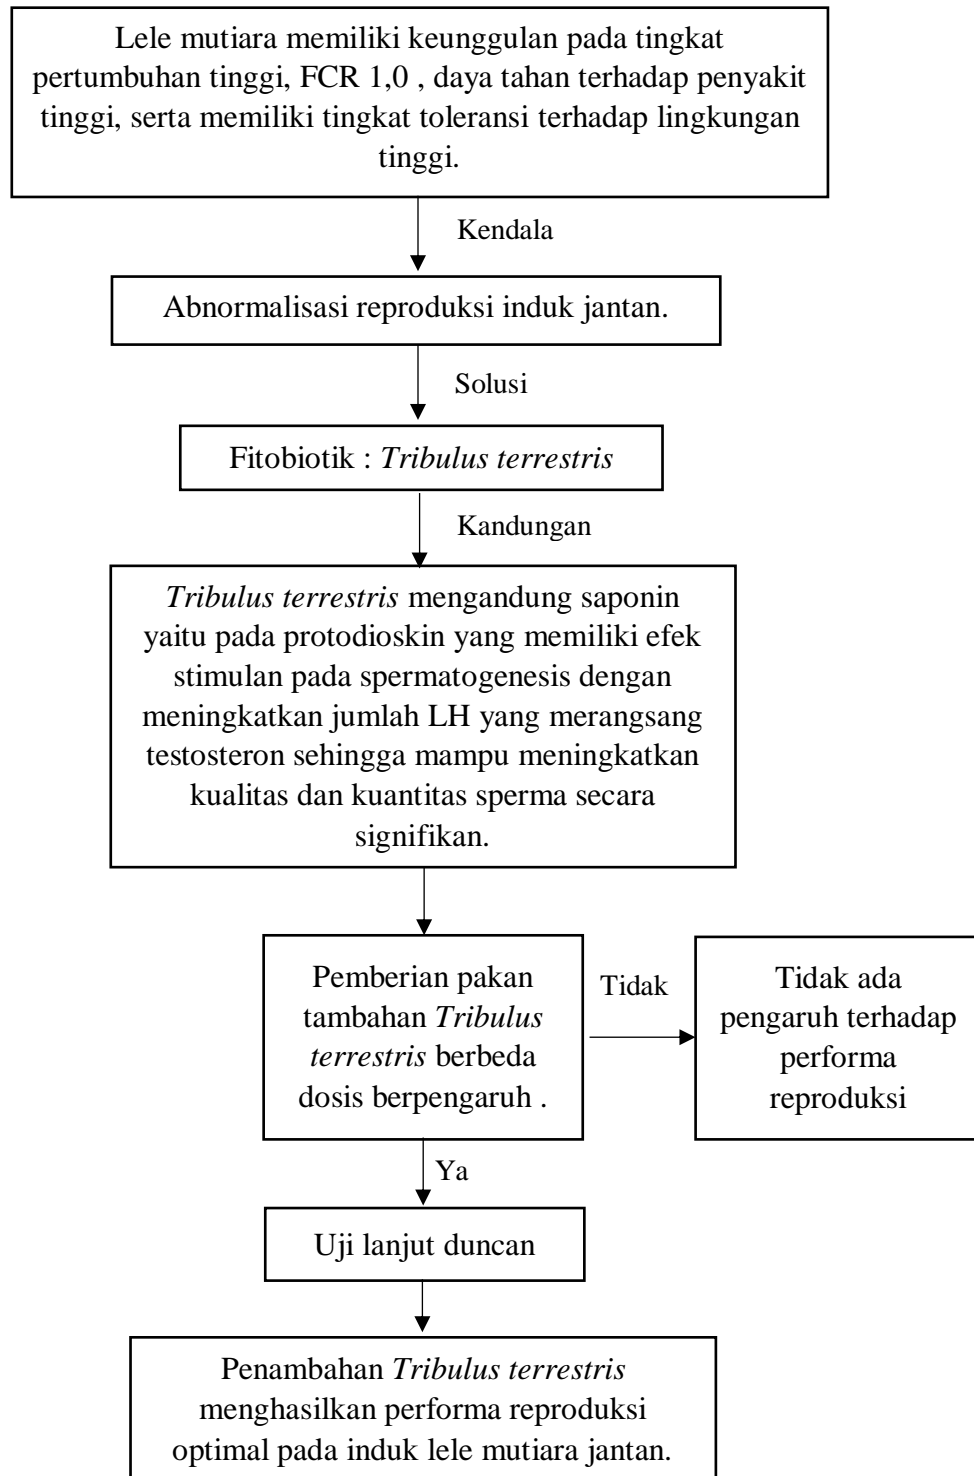 Lele mutiara memiliki keunggulan pada tingkat
pertumbuhan tinggi, FCR 1,0 , daya tahan terhadap penyakit
tinggi, serta memiliki tingkat toleransi terhadap lingkungan
tinggi.
Kendala
Abnormalisasi reproduksi induk jantan.
Solusi
Fitobiotik : Tribulus terrestris
Kandungan
Tribulus terrestris mengandung saponin
yaitu pada protodioskin yang memiliki efek
stimulan pada spermatogenesis dengan
meningkatkan jumlah LH yang merangsang
testosteron sehingga mampu meningkatkan
kualitas dan kuantitas sperma secara
signifikan.
Pemberian pakan
tambahan Tribulus
terrestris berbeda
dosis berpengaruh .
Tidak
Tidak ada
pengaruh terhadap
performa
reproduksi
Ya
Uji lanjut duncan
Penambahan Tribulus terrestris
menghasilkan performa reproduksi
optimal pada induk lele mutiara jantan.